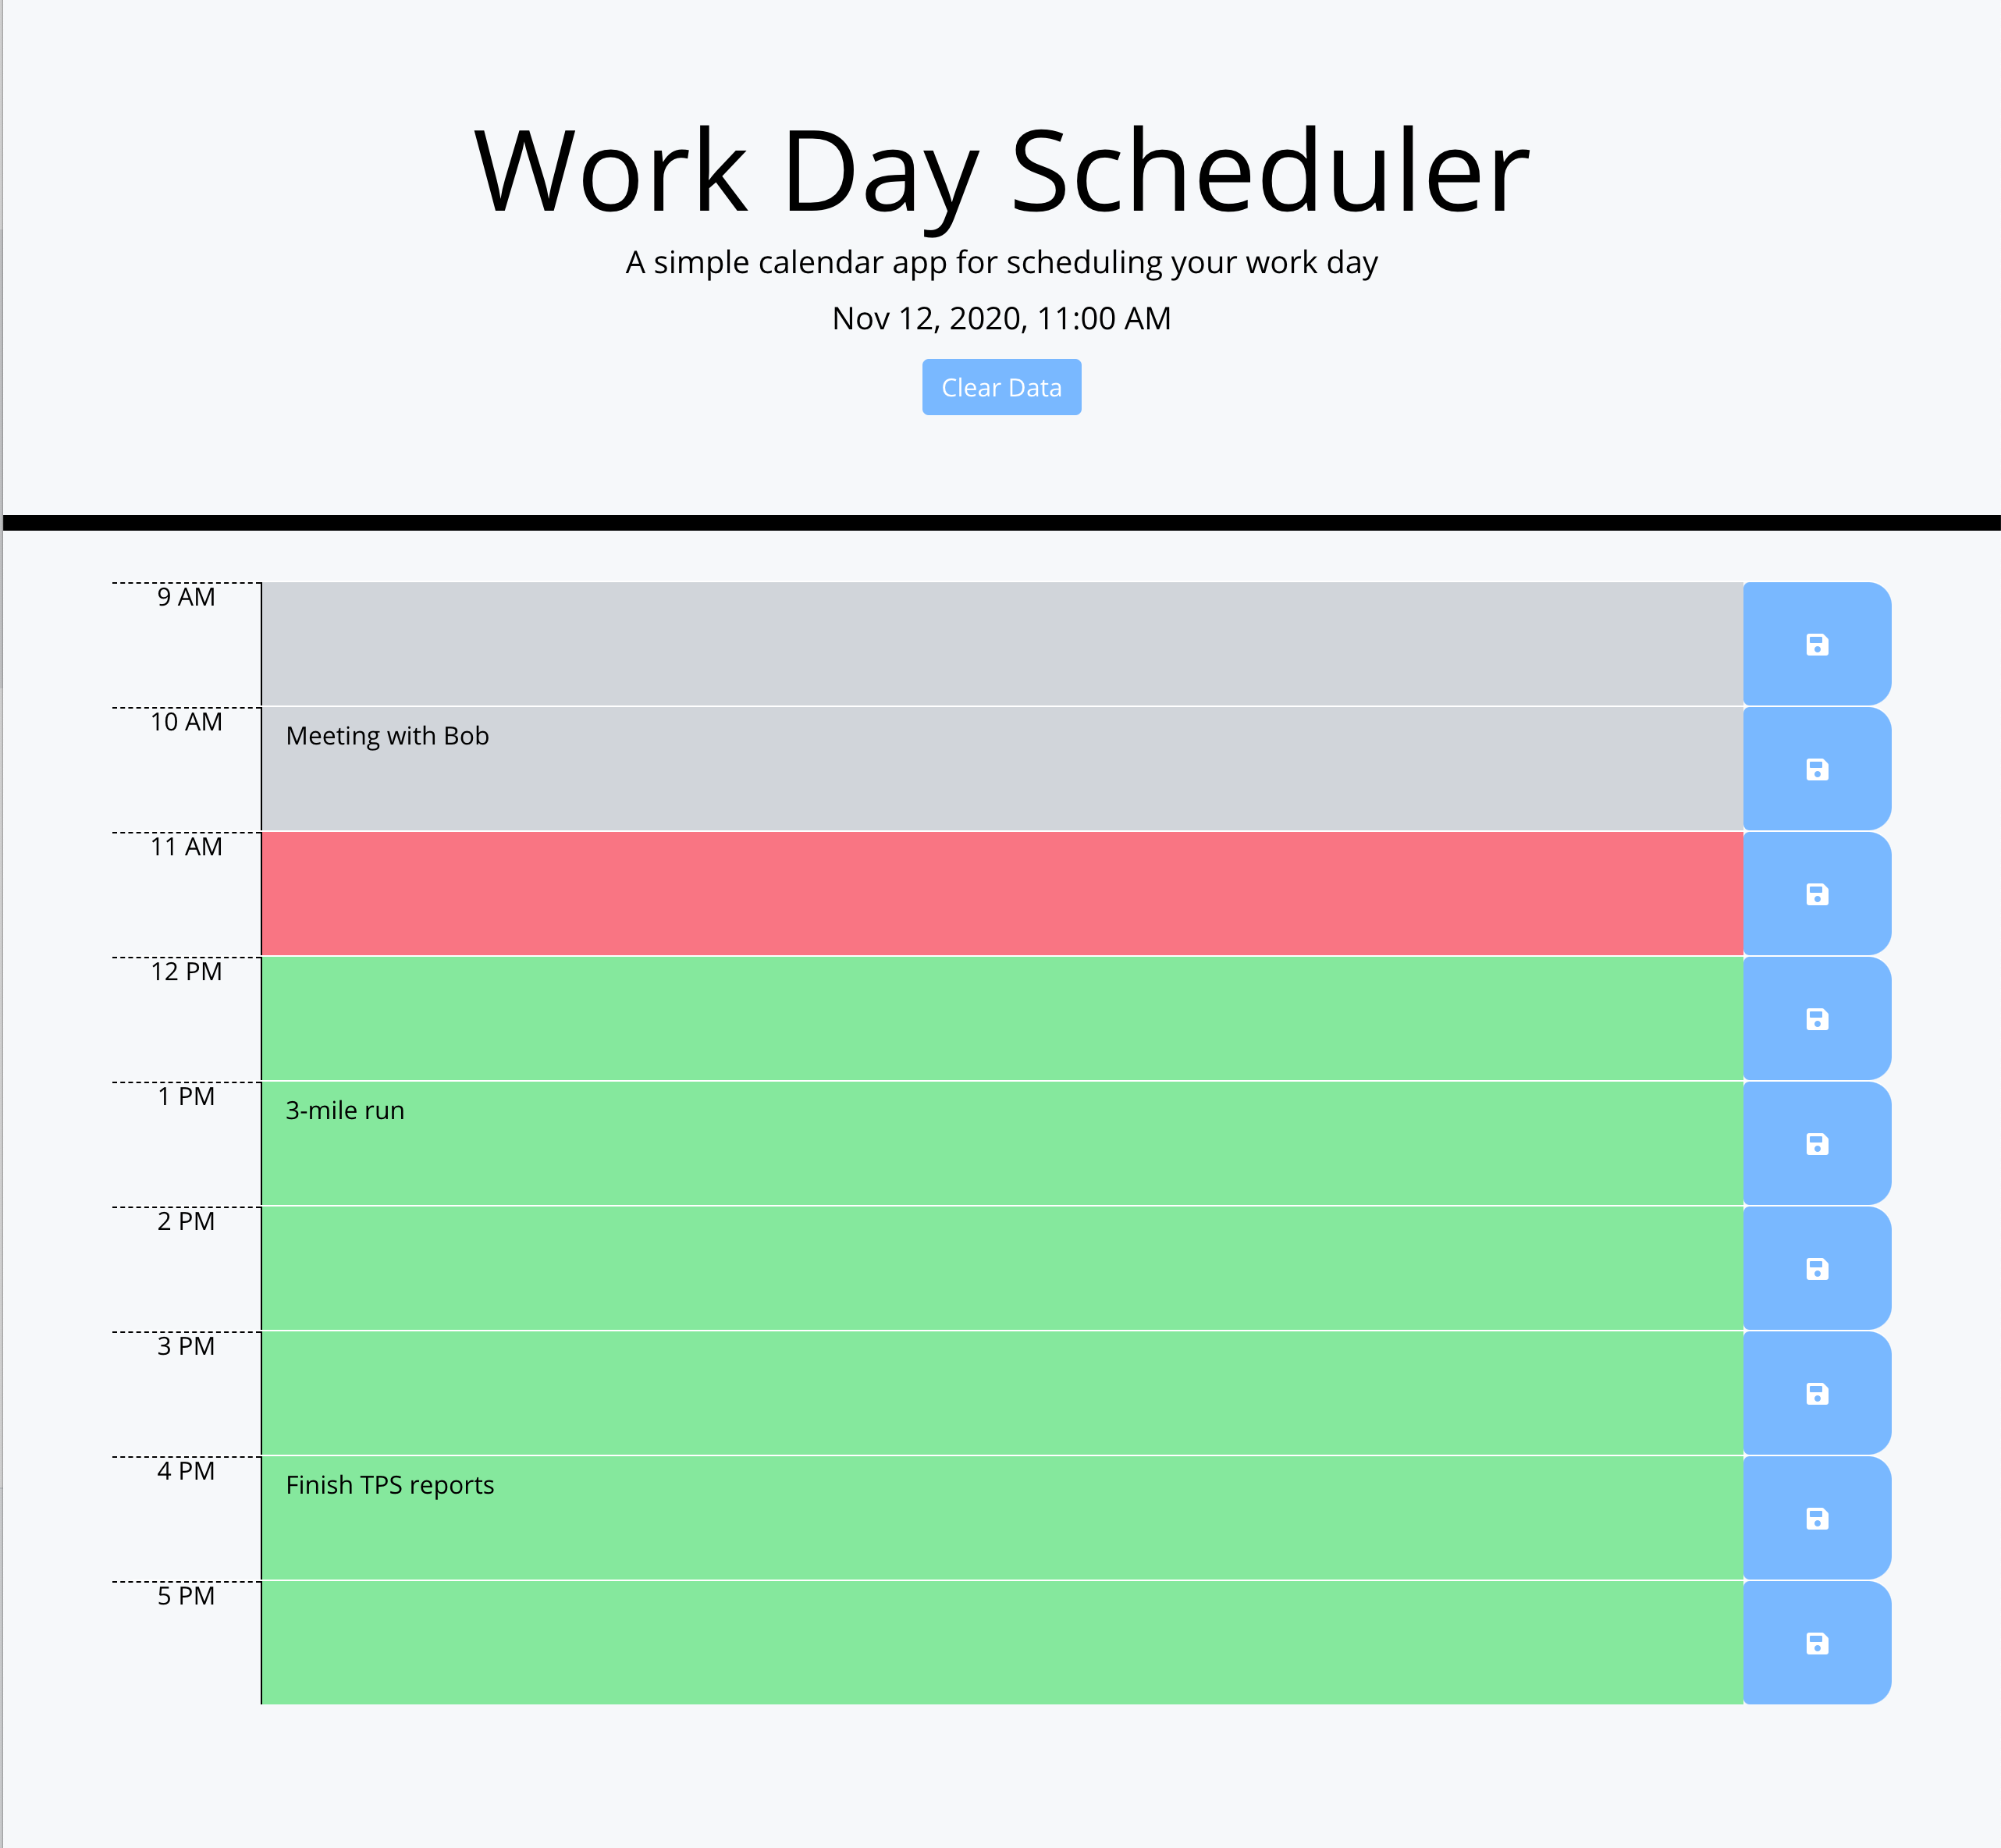 Work Day Scheduler
A simple calendar app for scheduling your work day
Nov 12, 2020, 11:00 AM
Clear Data
9 AM
10 AM
Meeting with Bob
11 AM
12 PM
1 PM
3-mile run
2 PM
3 PM
4 PM
Finish TPS reports
5 PM